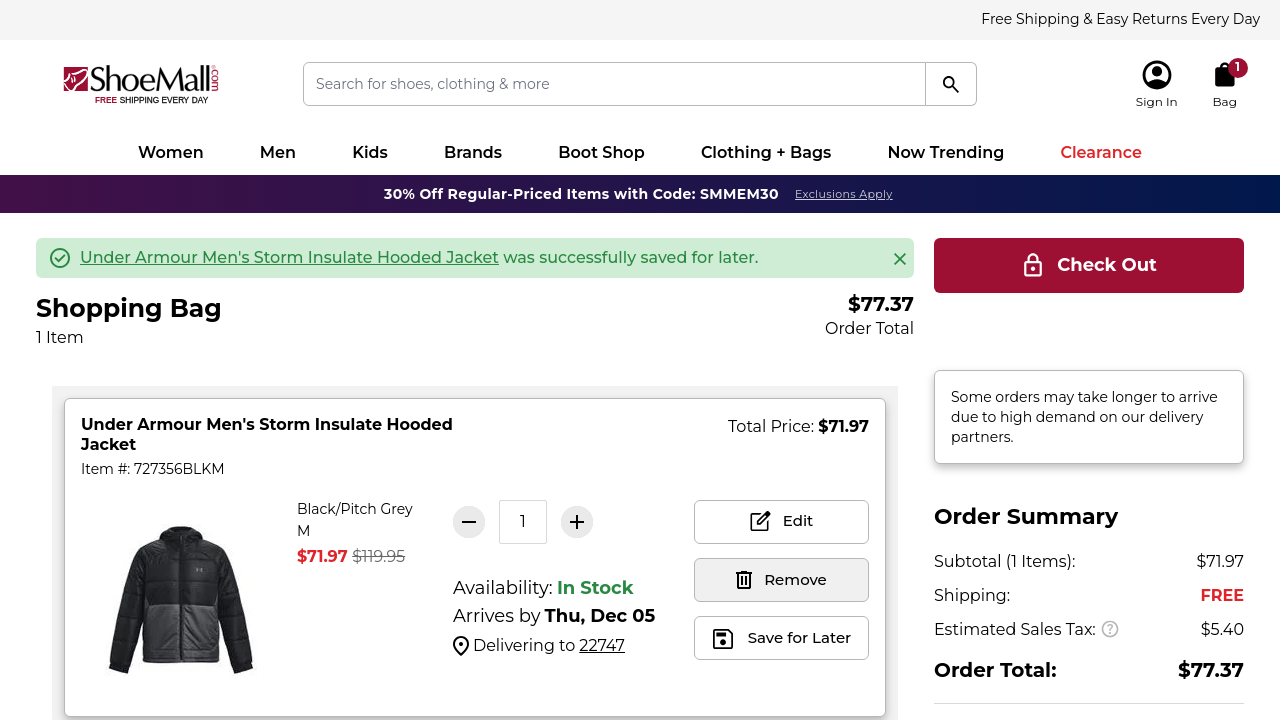 Free Shipping & Easy Returns Every Day
ShoeMall.com
FREE SHIPPING EVERY DAY
Search for shoes, clothing & more
Sign In
1
Bag
Women Men Kids Brands Boot Shop Clothing + Bags Now Trending Clearance
30% Off Regular-Priced Items with Code: SMMEM30 Exclusions Apply
Under Armour Men's Storm Insulate Hooded Jacket was successfully saved for later.
Check Out
Shopping Bag
1 Item
$77.37
Order Total
Some orders may take longer to arrive
due to high demand on our delivery
partners.
Under Armour Men's Storm Insulate Hooded
Jacket
Item #: 727356BLKM
Total Price: $71.97
Black/Pitch Grey
M
$71.97 $119.95
1
Availability: In Stock
Arrives by Thu, Dec 05
Delivering to 22747
Edit
Remove
Save for Later
Order Summary
Subtotal (1 Items): $71.97
Shipping: FREE
Estimated Sales Tax: ? $5.40
Order Total: $77.37